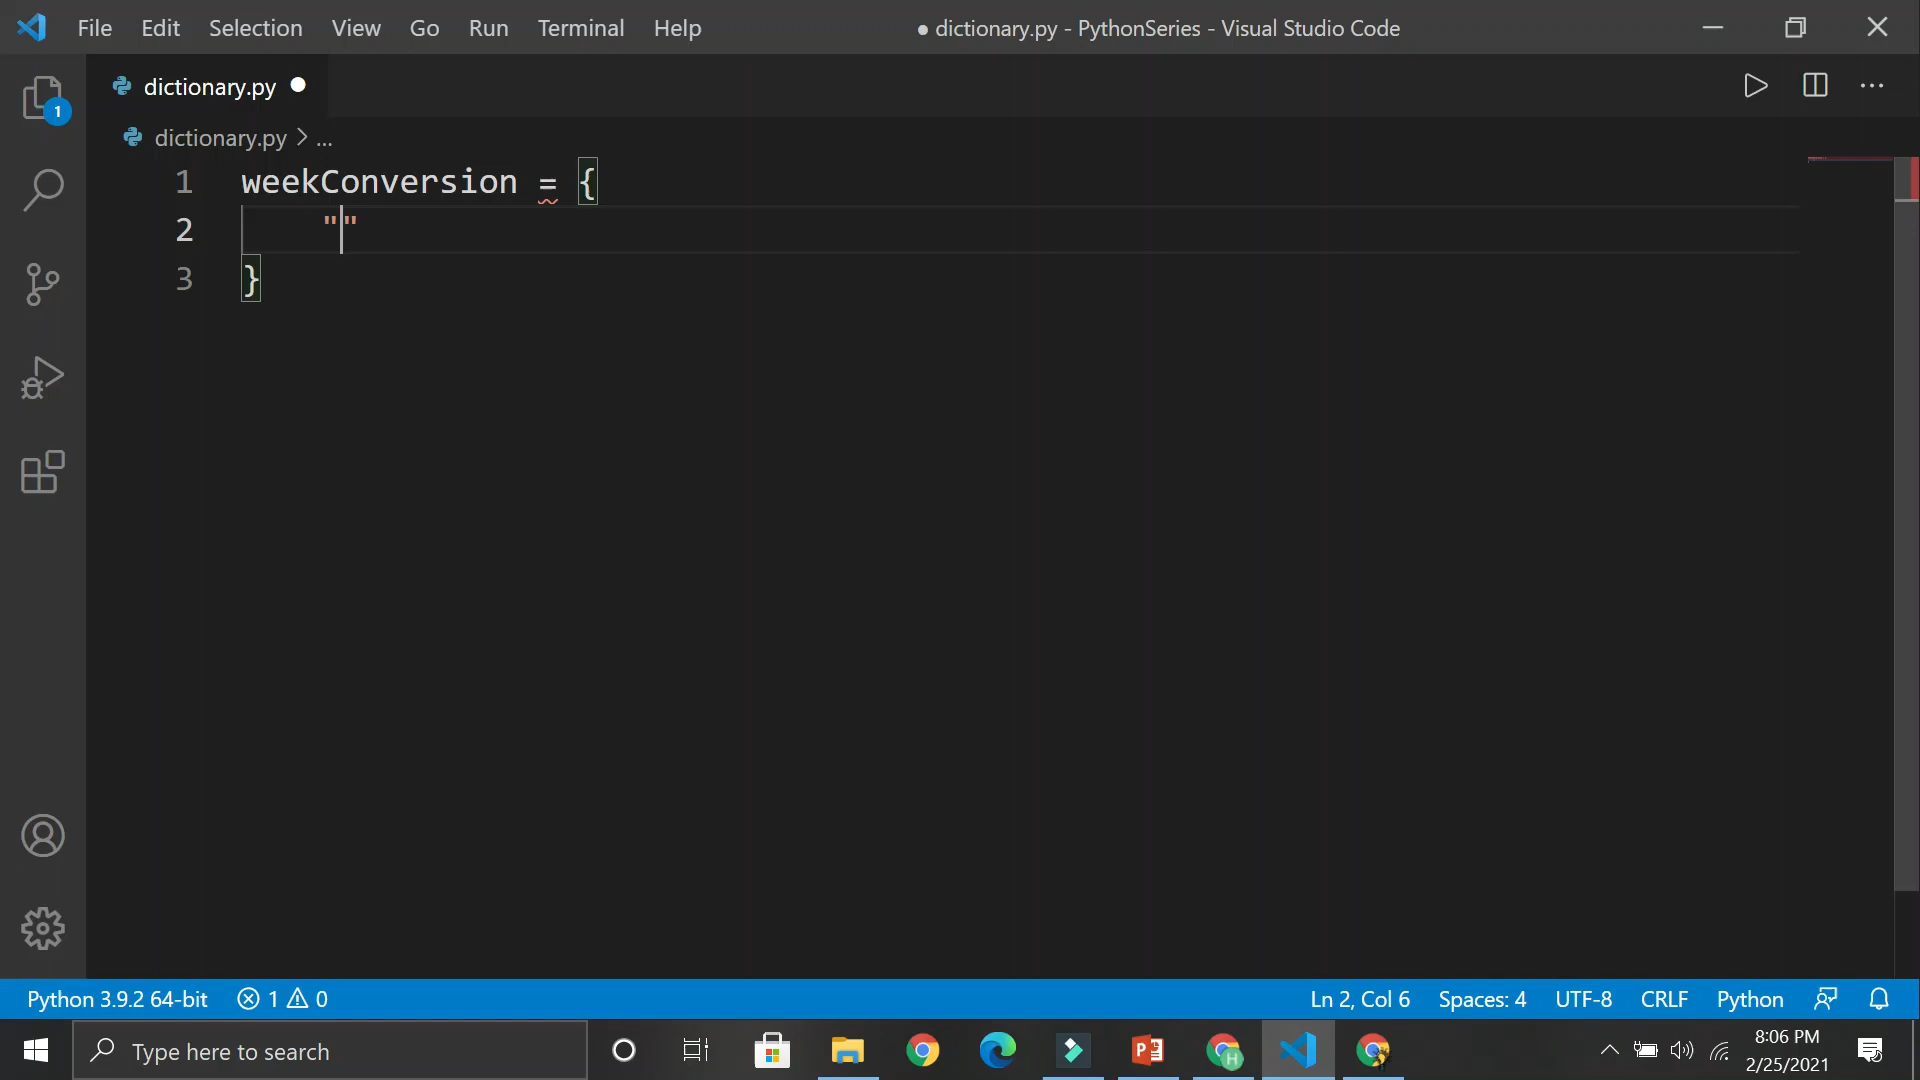 File Edit Selection View Go Run Terminal Help ● dictionary.py - PythonSeries - Visual Studio Code
1
dictionary.py ●
dictionary.py > ...
1 weekConversion = {
2 ""
3 }
Python 3.9.2 64-bit 1 0 Ln 2, Col 6 Spaces: 4 UTF-8 CRLF Python
Type here to search
P
H
8:06 PM
2/25/2021